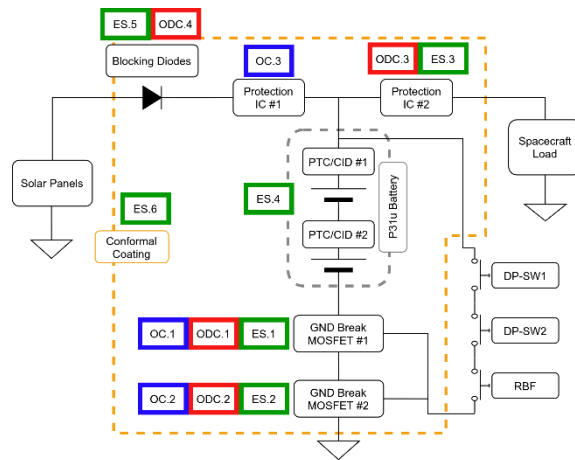 ES.5 ODC.4
Blocking Diodes
OC.3
ODC.3 ES.3
Protection
IC #1
Protection
IC #2
Spacecraft
Load
Solar Panels
PTC/CID #1
P31u Battery
ES.4
ES.6
PTC/CID #2
Conformal
Coating
DP-SW1
OC.1 ODC.1 ES.1
GND Break
MOSFET #1
DP-SW2
OC.2 ODC.2 ES.2
GND Break
MOSFET #2
RBF